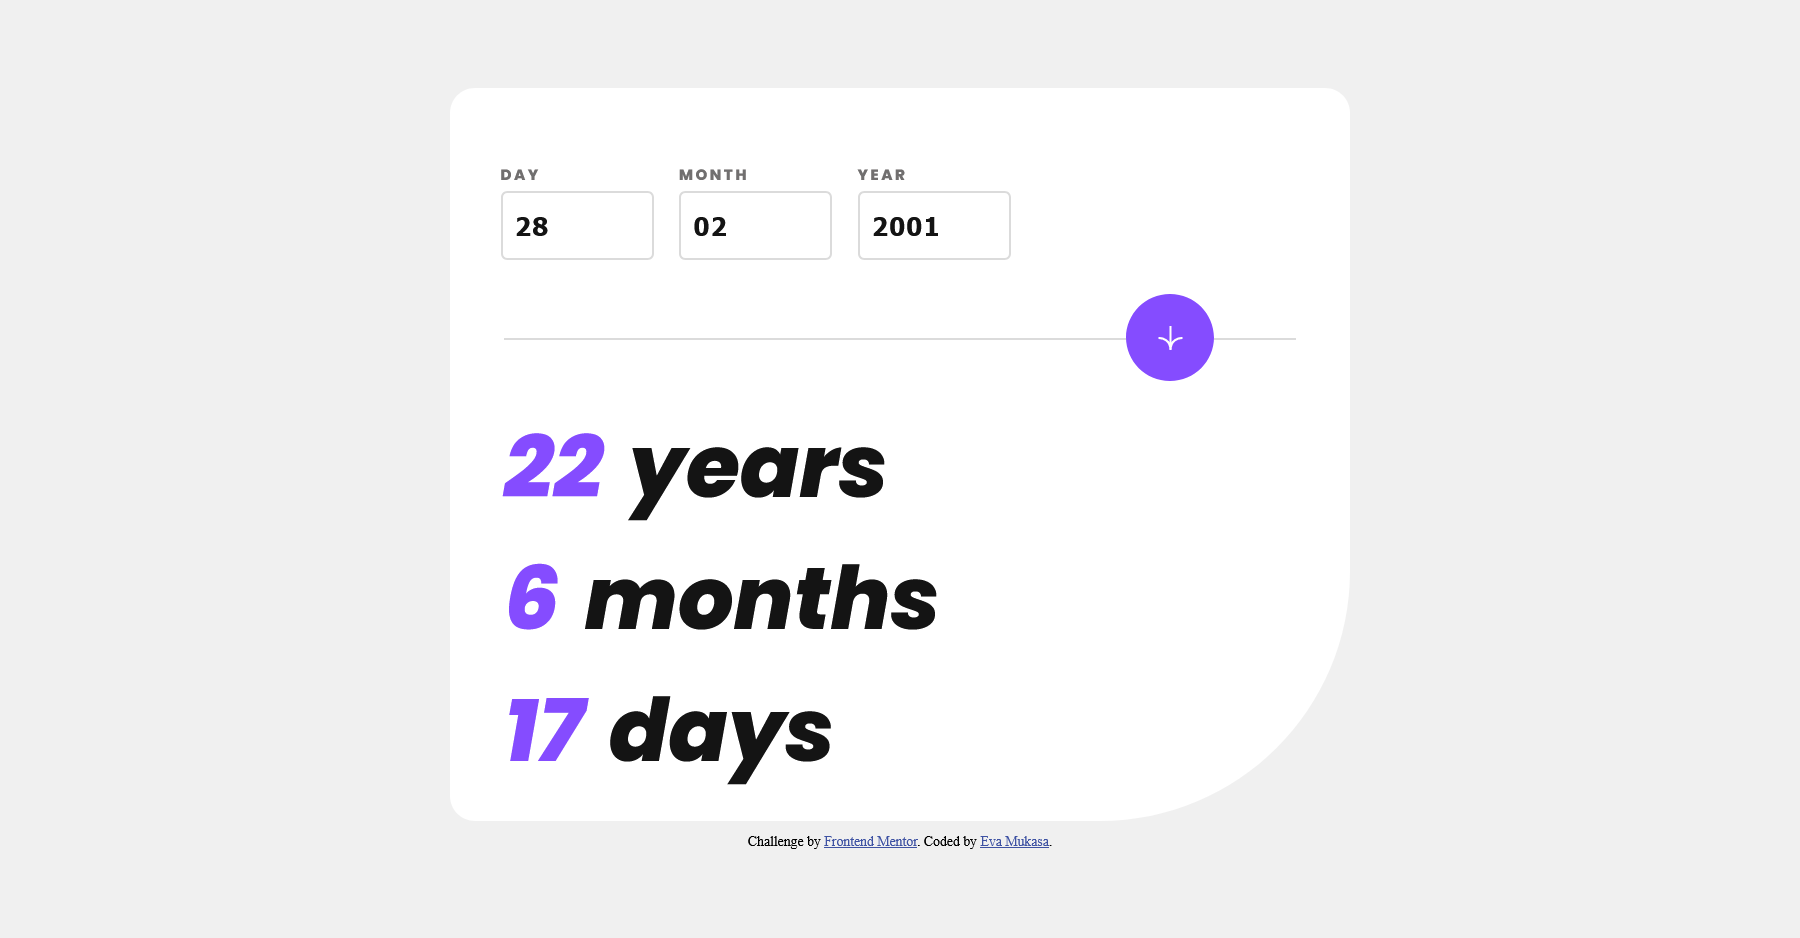 DAY MONTH YEAR
28 02 2001
22 years
6 months
17 days
Challenge by Frontend Mentor. Coded by Eva Mukasa.